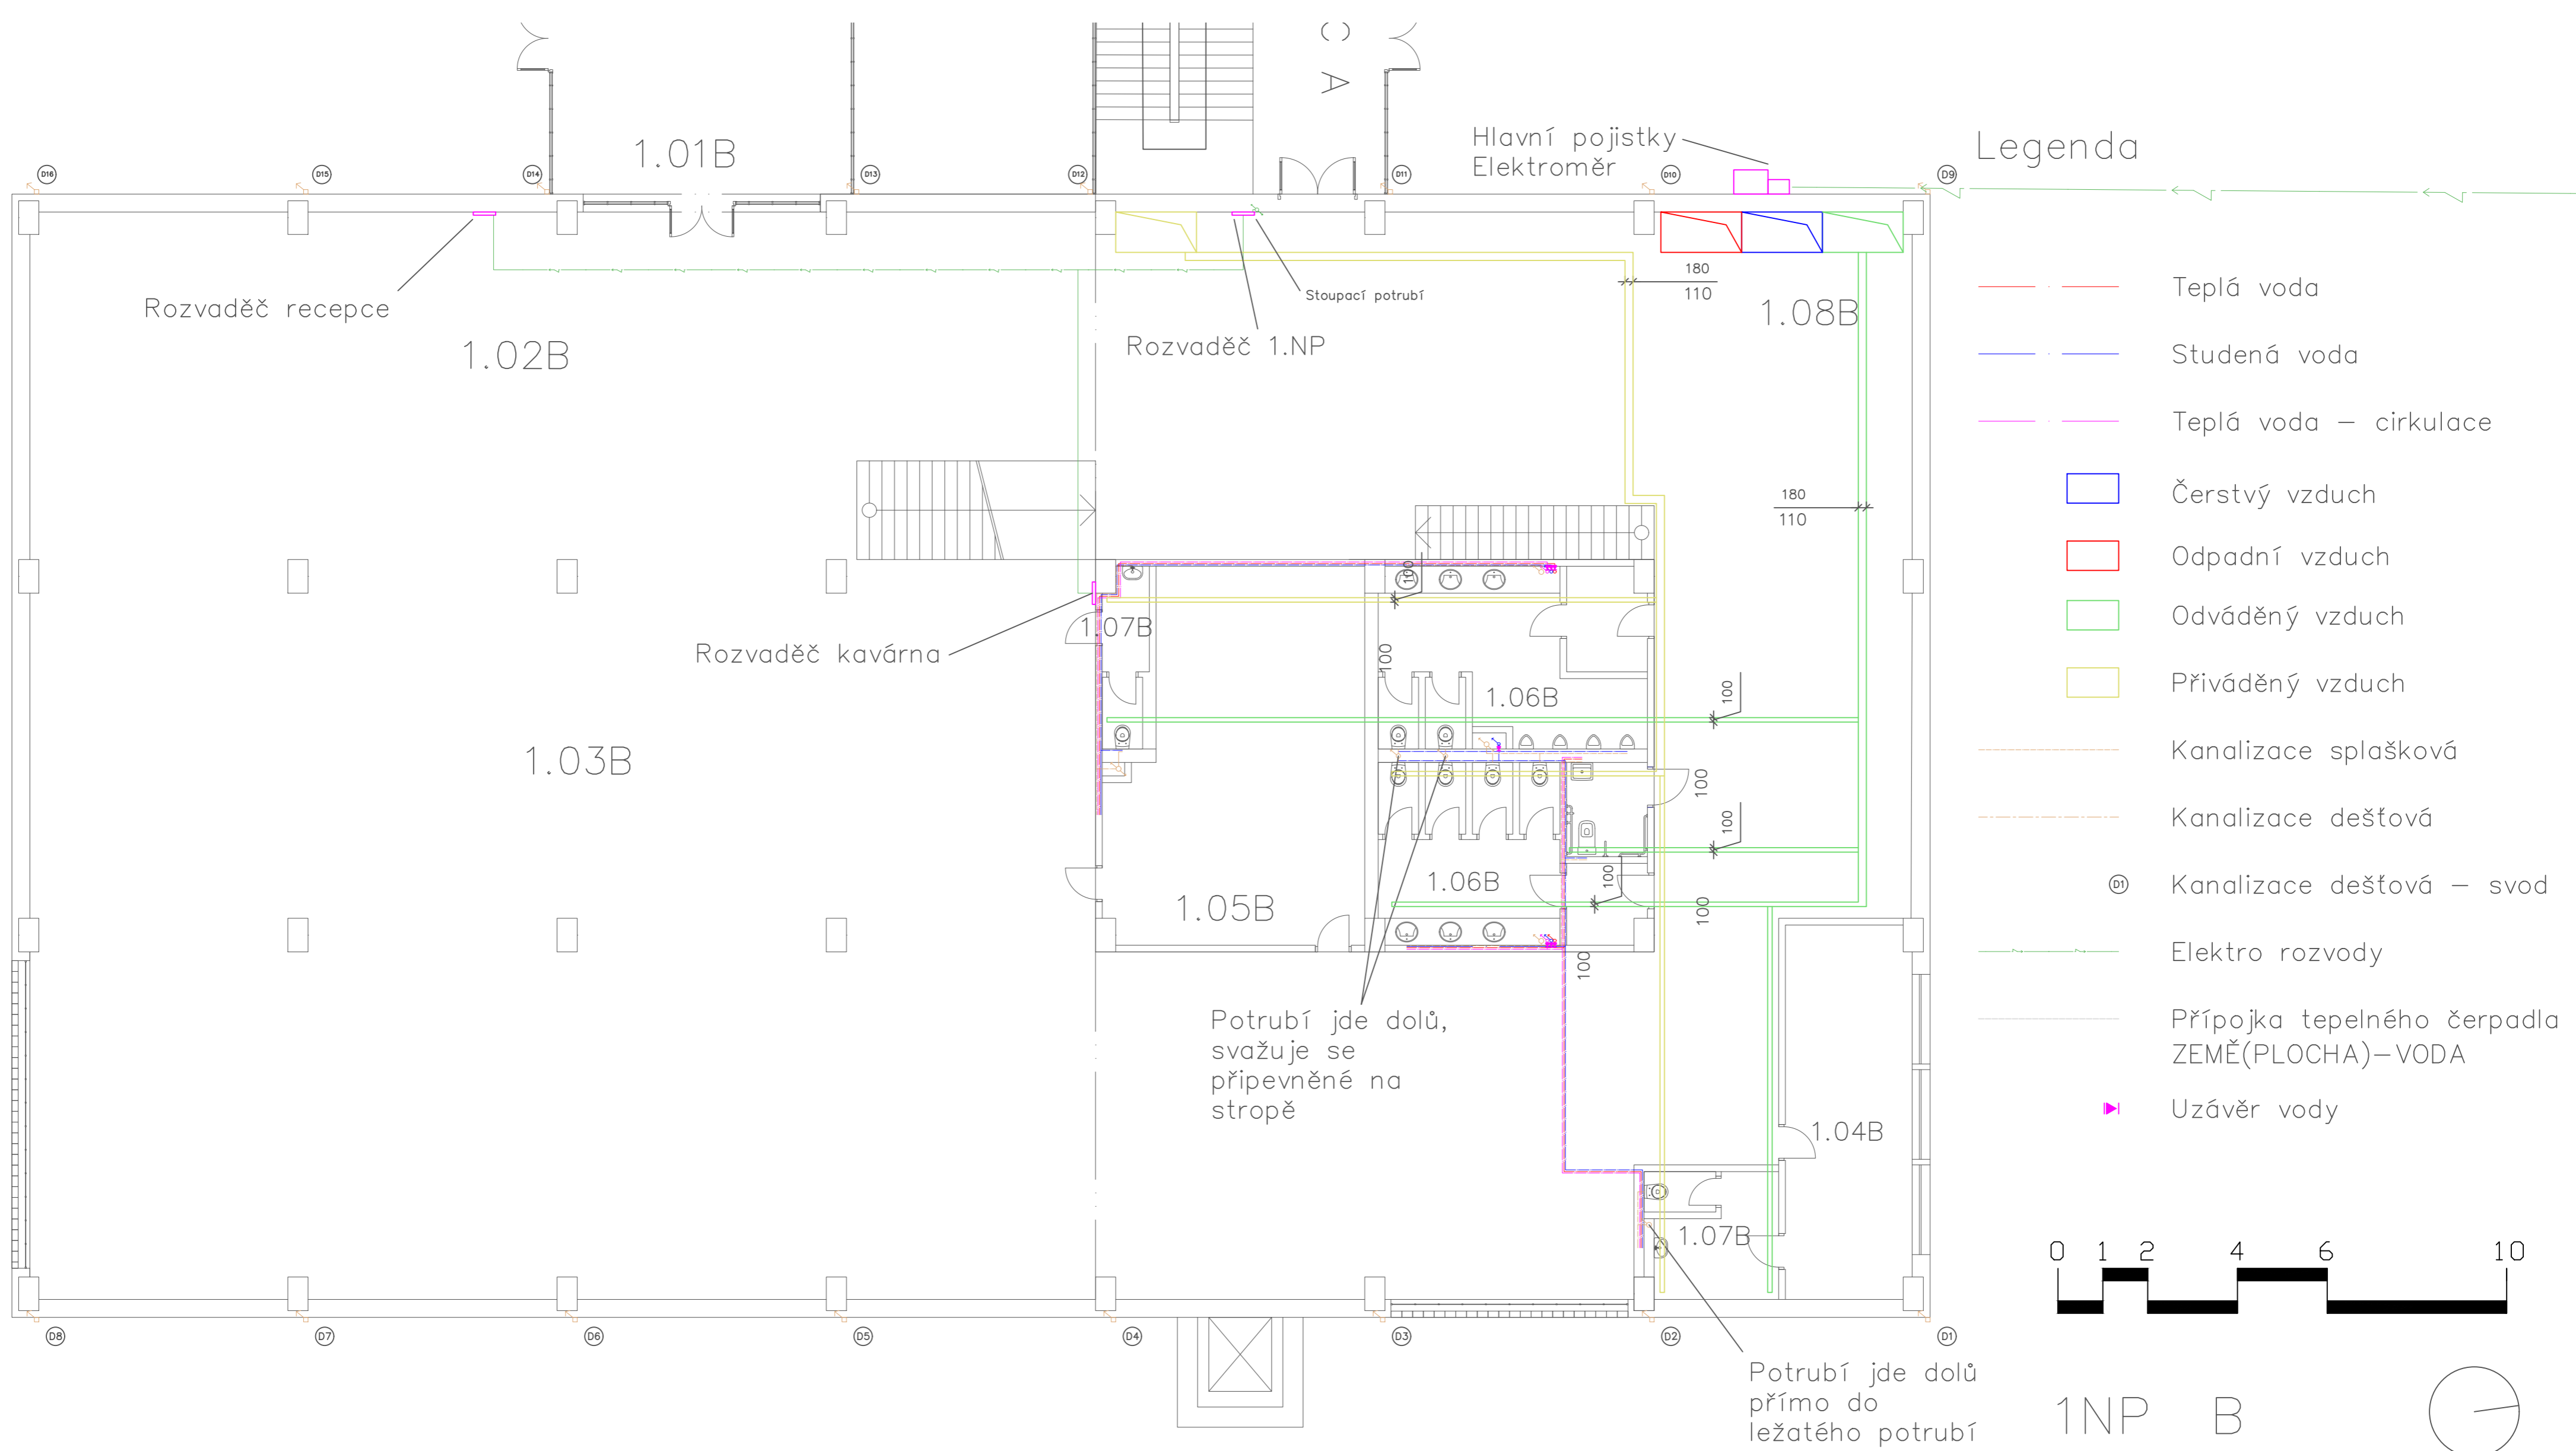 C A
1.01B
Hlavní pojistky
Elektroměr
D16
D15
D14
D13
D12
D11
D10
D9
Rozvaděč recepce
1.02B
Stoupací potrubí
Rozvaděč 1.NP
180
110
1.08B
180
110
100
Rozvaděč kavárna
1.07B
100
1.06B
100
1.03B
100
100
100
1.06B
1.05B
100
100
Potrubí jde dolů,
svažuje se
připevněné na
stropě
1.04B
1.07B
D8
D7
D6
D5
D4
D3
D2
D1
Potrubí jde dolů
přímo do
ležatého potrubí
Legenda
Teplá voda
Studená voda
Teplá voda – cirkulace
Čerstvý vzduch
Odpadní vzduch
Odváděný vzduch
Přiváděný vzduch
Kanalizace splašková
Kanalizace dešťová
D1 Kanalizace dešťová – svod
Elektro rozvody
Přípojka tepelného čerpadla
ZEMĚ(PLOCHA)–VODA
Uzávěr vody
0 1 2 4 6 10
1NP B